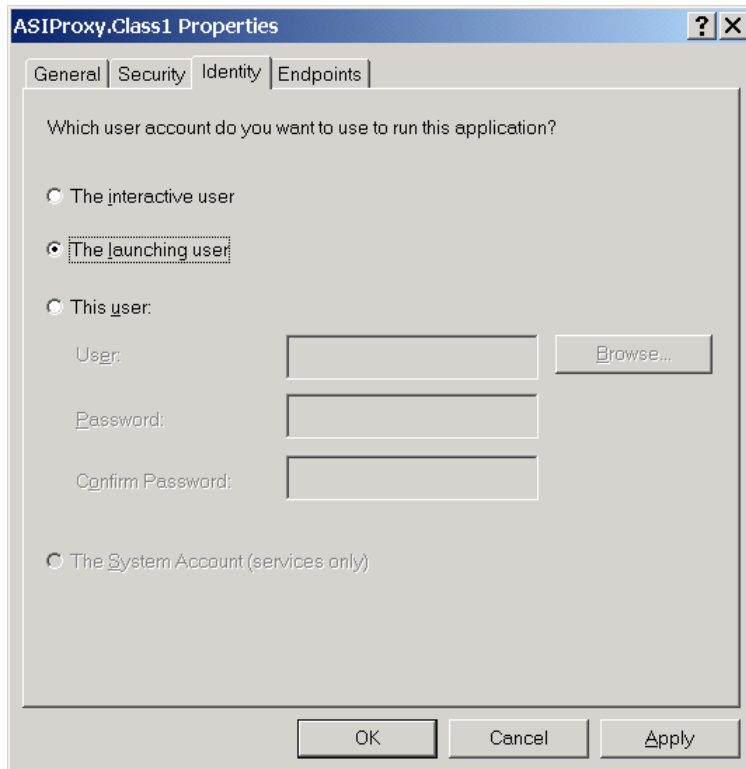 ASIProxy.Class1 Properties
General Security Identity Endpoints
Which user account do you want to use to run this application?
The interactive user
The launching user
This user:
User: Browse...
Password:
Confirm Password:
The System Account (services only)
OK Cancel Apply